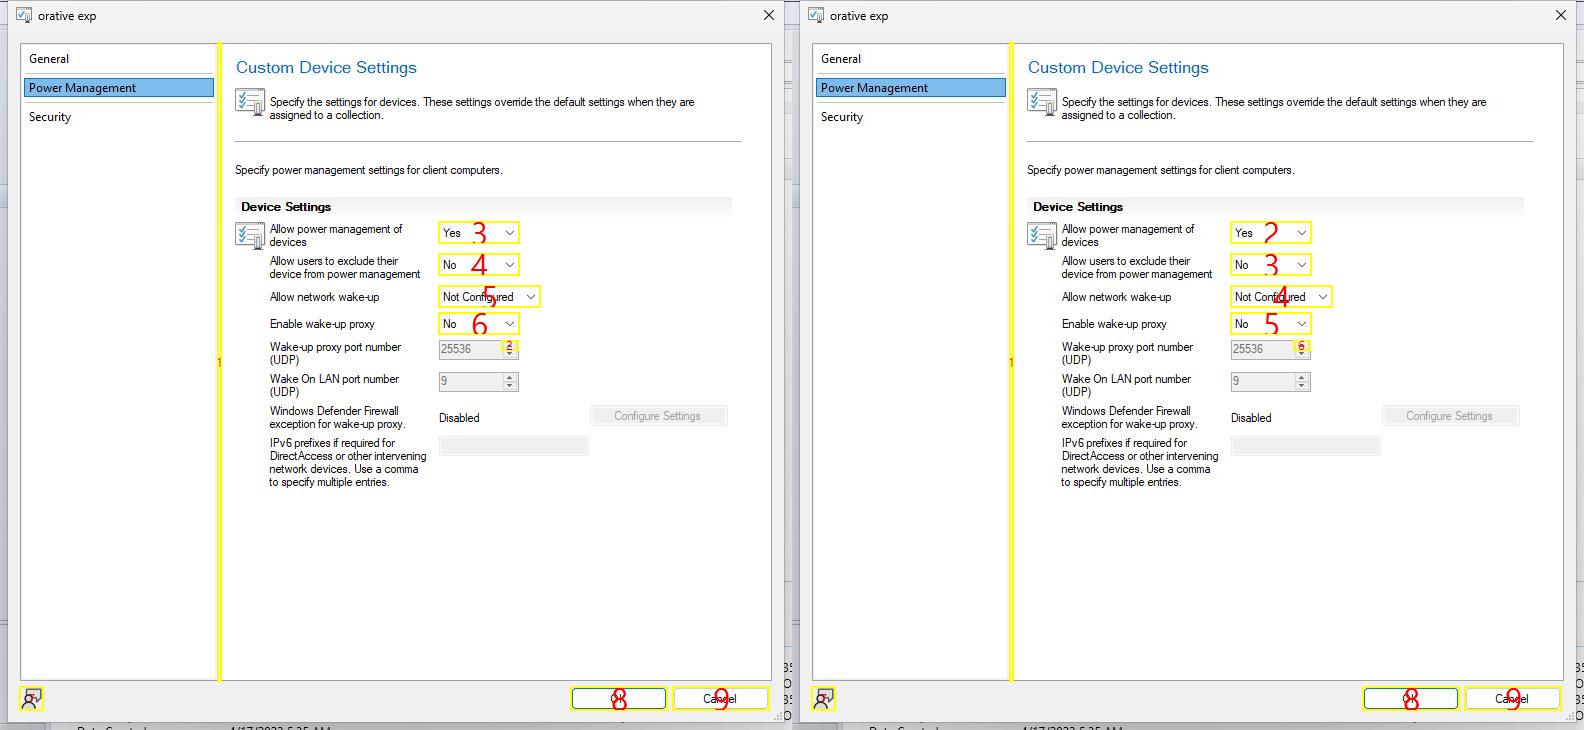 orative exp
General
Power Management
Security
Custom Device Settings
Specify the settings for devices. These settings override the default settings when they are
assigned to a collection.
Specify power management settings for client computers.
Device Settings
Allow power management of
devices
Yes
3
Allow users to exclude their
device from power management
No
4
Allow network wake-up
Not Configured
5
Enable wake-up proxy
No
6
Wake-up proxy port number
(UDP)
25536
2
1
Wake On LAN port number
(UDP)
9
Windows Defender Firewall
exception for wake-up proxy.
Disabled
Configure Settings
IPv6 prefixes if required for
DirectAccess or other intervening
network devices. Use a comma
to specify multiple entries.
8
Cancel
9
orative exp
General
Power Management
Security
Custom Device Settings
Specify the settings for devices. These settings override the default settings when they are
assigned to a collection.
Specify power management settings for client computers.
Device Settings
Allow power management of
devices
Yes
2
Allow users to exclude their
device from power management
No
3
Allow network wake-up
Not Configured
4
Enable wake-up proxy
No
5
Wake-up proxy port number
(UDP)
25536
6
1
Wake On LAN port number
(UDP)
9
Windows Defender Firewall
exception for wake-up proxy.
Disabled
Configure Settings
IPv6 prefixes if required for
DirectAccess or other intervening
network devices. Use a comma
to specify multiple entries.
8
Cancel
9